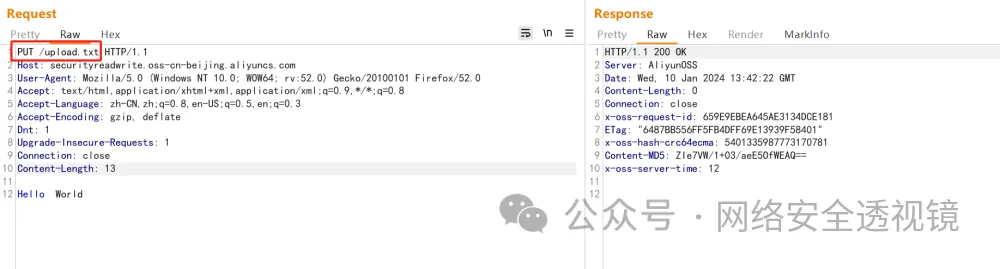 Request
Pretty Raw Hex
\n
1 PUT /upload.txt HTTP/1.1
2 Host: securityreadwrite.oss-cn-beijing.aliyuncs.com
3 User-Agent: Mozilla/5.0 (Windows NT 10.0; WOW64; rv:52.0) Gecko/20100101 Firefox/52.0
4 Accept: text/html,application/xhtml+xml,application/xml;q=0.9,*/*;q=0.8
5 Accept-Language: zh-CN,zh;q=0.8,en-US;q=0.5,en;q=0.3
6 Accept-Encoding: gzip, deflate
7 Dnt: 1
8 Upgrade-Insecure-Requests: 1
9 Connection: close
10 Content-Length: 13
11
12 Hello  World
Response
Pretty Raw Hex Render MarkInfo
1 HTTP/1.1 200 OK
2 Server: AliyunOSS
3 Date: Wed, 10 Jan 2024 13:42:22 GMT
4 Content-Length: 0
5 Connection: close
6 x-oss-request-id: 659E9EBEA645AE3134DCE181
7 ETag: "6487BB556FF5FB4DFF69E13939F58401"
8 x-oss-hash-crc64ecma: 5401335987773170781
9 Content-MD5: ZIe7VW/1+03/aeE50fWEAQ==
10 x-oss-server-time: 12
11
12
公众号 · 网络安全透视镜